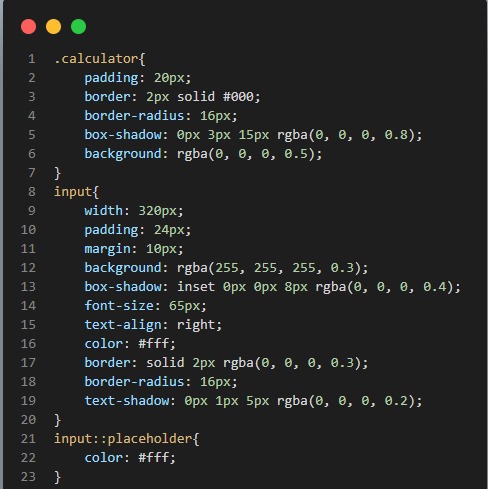 1 .calculator{
2     padding: 20px;
3     border: 2px solid #000;
4     border-radius: 16px;
5     box-shadow: 0px 3px 15px rgba(0, 0, 0, 0.8);
6     background: rgba(0, 0, 0, 0.5);
7 }
8 input{
9     width: 320px;
10     padding: 24px;
11     margin: 10px;
12     background: rgba(255, 255, 255, 0.3);
13     box-shadow: inset 0px 0px 8px rgba(0, 0, 0, 0.4);
14     font-size: 65px;
15     text-align: right;
16     color: #fff;
17     border: solid 2px rgba(0, 0, 0, 0.3);
18     border-radius: 16px;
19     text-shadow: 0px 1px 5px rgba(0, 0, 0, 0.2);
20 }
21 input::placeholder{
22     color: #fff;
23 }